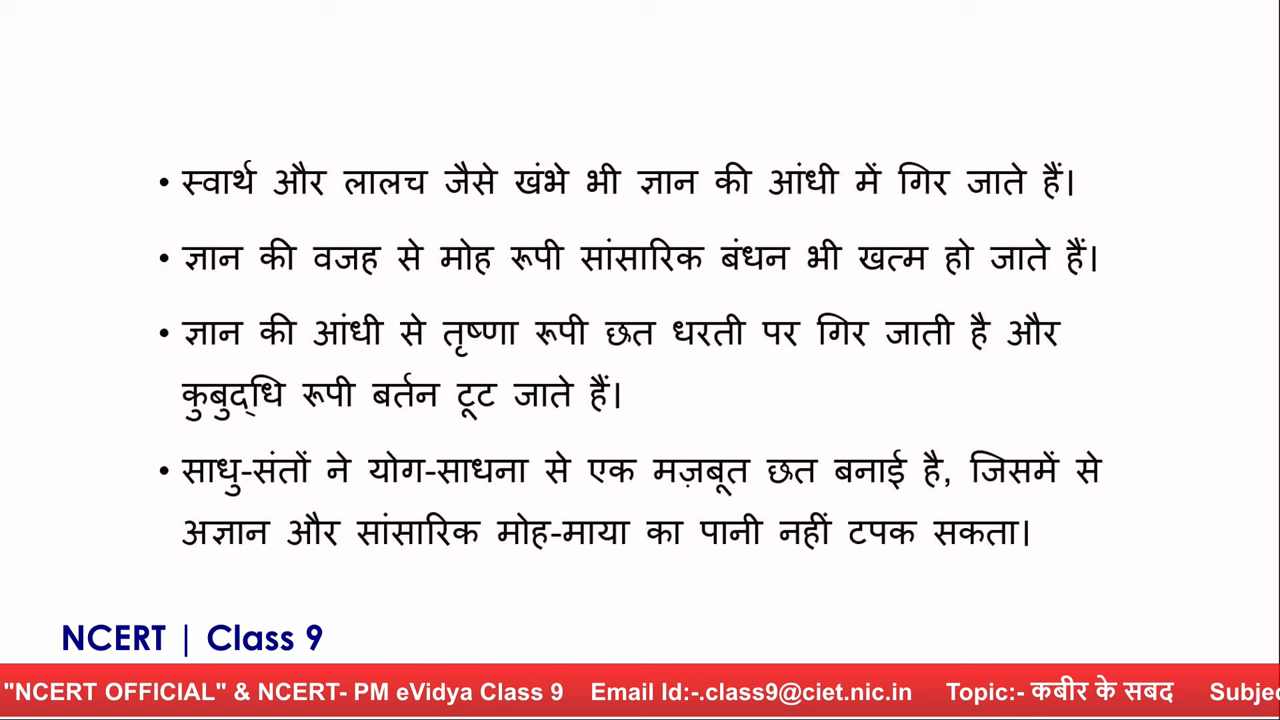 • स्वार्थ और लालच जैसे खंभे भी ज्ञान की आंधी में गिर जाते हैं।
• ज्ञान की वजह से मोह रूपी सांसारिक बंधन भी खत्म हो जाते हैं।
• ज्ञान की आंधी से तृष्णा रूपी छत धरती पर गिर जाती है और
कुबुद्धि रूपी बर्तन टूट जाते हैं।
• साधु-संतों ने योग-साधना से एक मज़बूत छत बनाई है, जिसमें से
अज्ञान और सांसारिक मोह-माया का पानी नहीं टपक सकता।
NCERT | Class 9
"NCERT OFFICIAL" & NCERT- PM eVidya Class 9 Email Id:-.class9@ciet.nic.in Topic:- कबीर के सबद